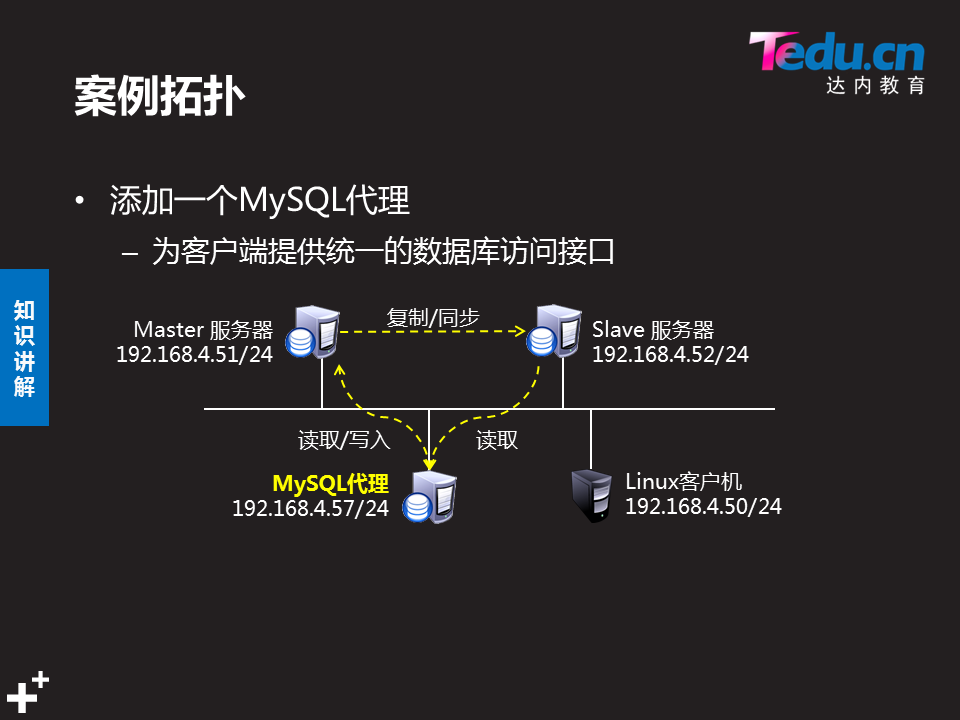 Tedu.cn
达内教育
案例拓扑
• 添加一个MySQL代理
– 为客户端提供统一的数据库访问接口
知
识
讲
解
Master 服务器
192.168.4.51/24
复制/同步
Slave 服务器
192.168.4.52/24
读取/写入
读取
MySQL代理
192.168.4.57/24
Linux客户机
192.168.4.50/24